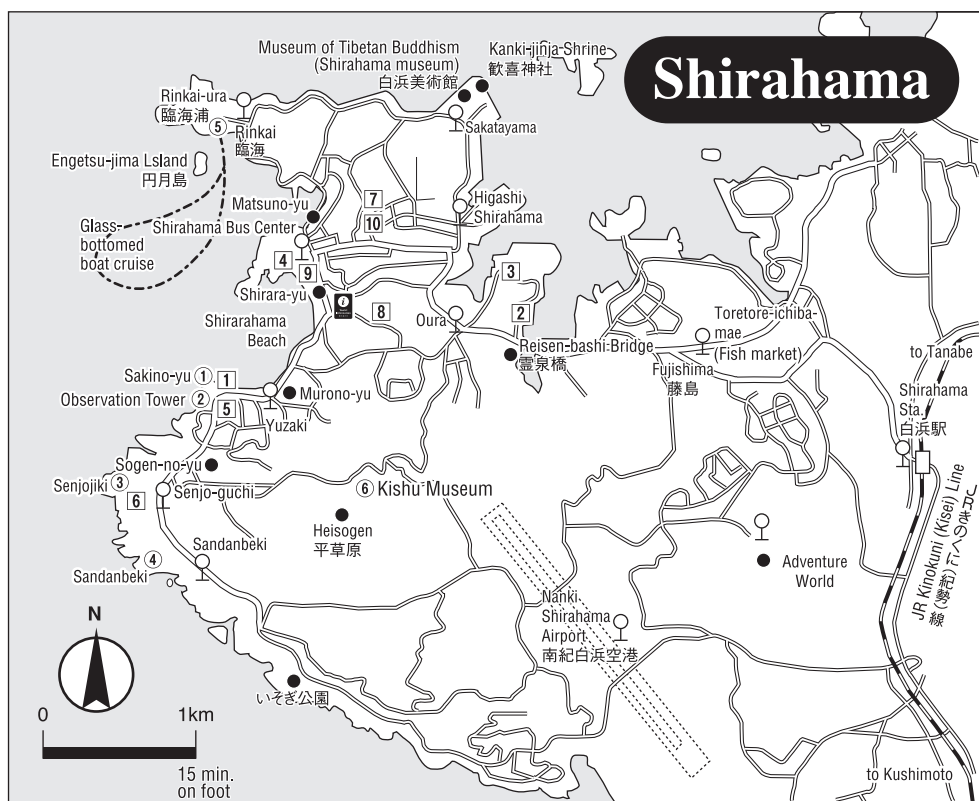 Shirahama
Museum of Tibetan Buddhism
(Shirahama museum)
白浜美術館
Kanki-jinja Shrine
歓喜神社
Rinkai-ura
(臨海浦)
⑤
Rinkai
臨海
Sakatayama
Engetsu-jima Lsland
円月島
Matsuno-yu
7
10
Higashi
Shirahama
Shirahama Bus Center
Glass-
bottomed
boat cruise
4
9
3
Shirara-yu
i
8
2
Oura
Toretore-ichiba-
mae
(Fish market)
Shirarahama
Beach
Reisen-bashi Bridge
霊泉橋
Fujishima
藤島
to Tanabe
Shirahama
Sta.
白浜駅
Sakino-yu ①
1
Observation Tower ②
5
Murono-yu
Yuzaki
Sogen-no-yu
Senjojiki ③
6
Senjo-guchi
⑥ Kishu Museum
Heisogen
平草原
JR Kinokuni (Kisei) Line
JRきのくに(紀勢)線
Sandanbeki
④
Sandanbeki
Adventure
World
Nanki
Shirahama
Airport
南紀白浜空港
N
いそぎ公園
0
1km
15 min.
on foot
to Kushimoto